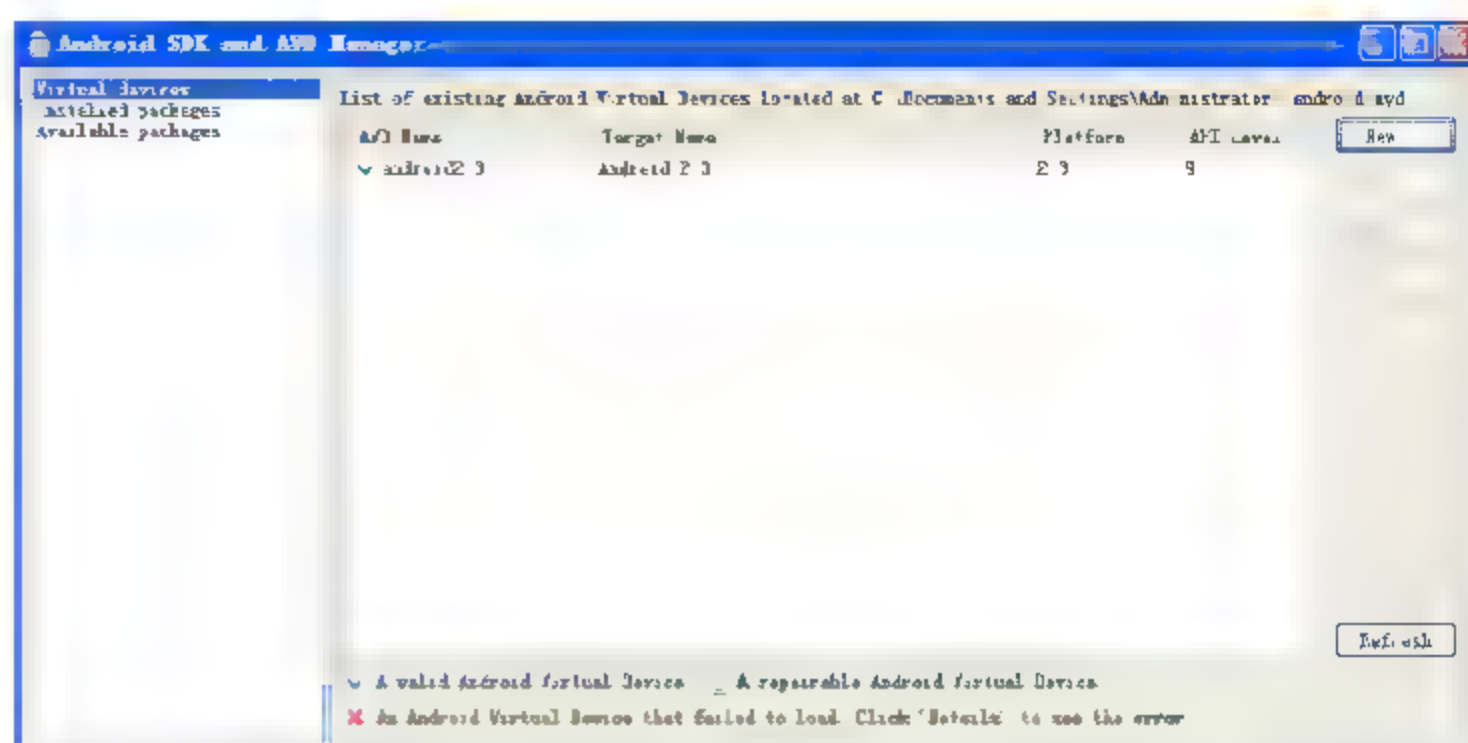 Android SDK and AVD Manager
Virtual devices
Installed packages
Available packages
List of existing Android Virtual Devices located at C:\Documents and Settings\Administrator\.android\avd
AVD Name Target Name Platform API Level
android2.3 Android 2.3 2.3 9
New
Refresh
A valid Android Virtual Device. A repairable Android Virtual Device.
An Android Virtual Device that failed to load. Click 'Details' to see the error.